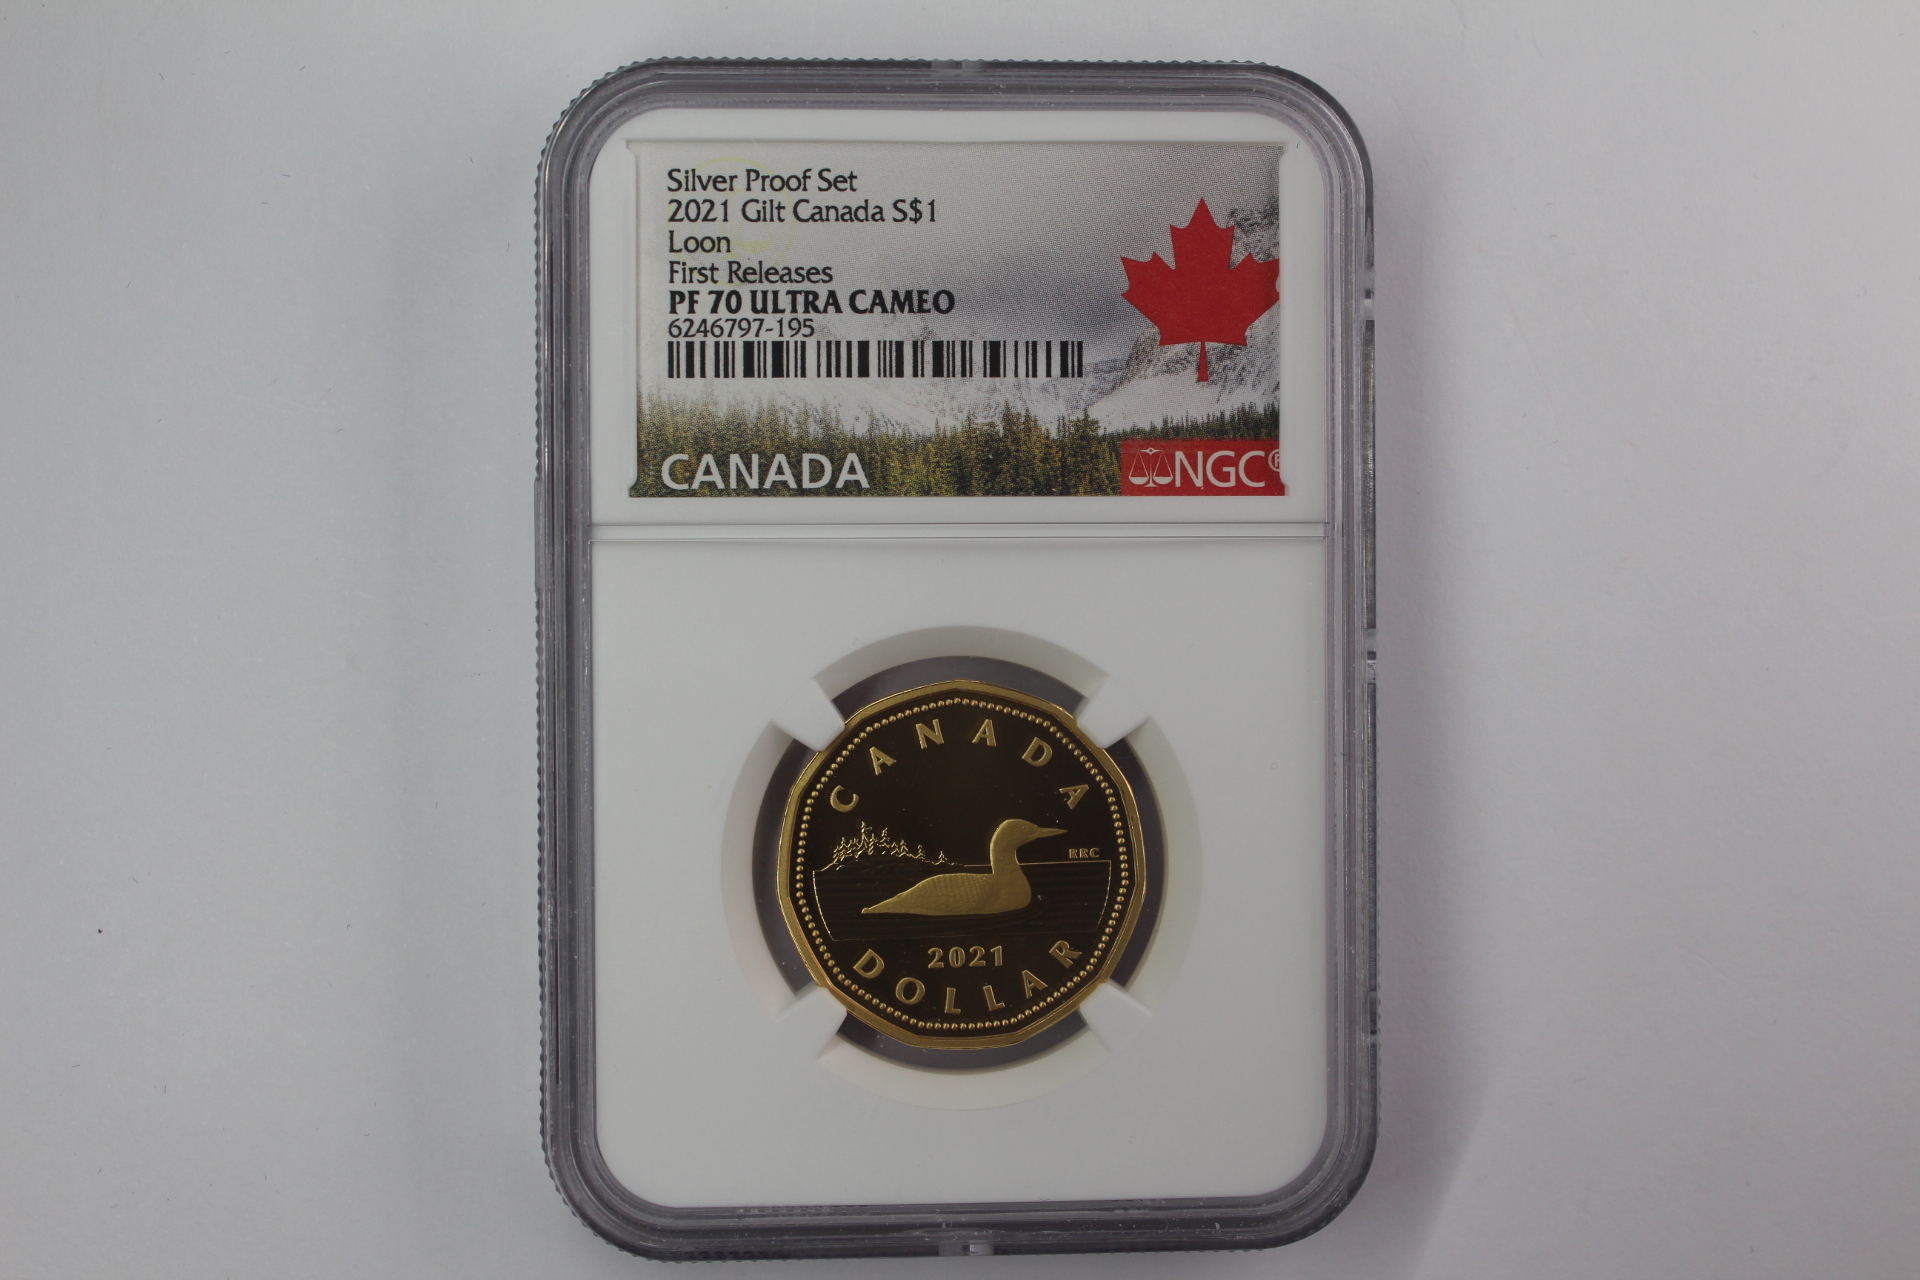 Silver Proof Set
2021 Gilt Canada S$1
Loon
First Releases
PF 70 ULTRA CAMEO
6246797-195
CANADA
NGC®
CANADA
RRC
2021
DOLLAR